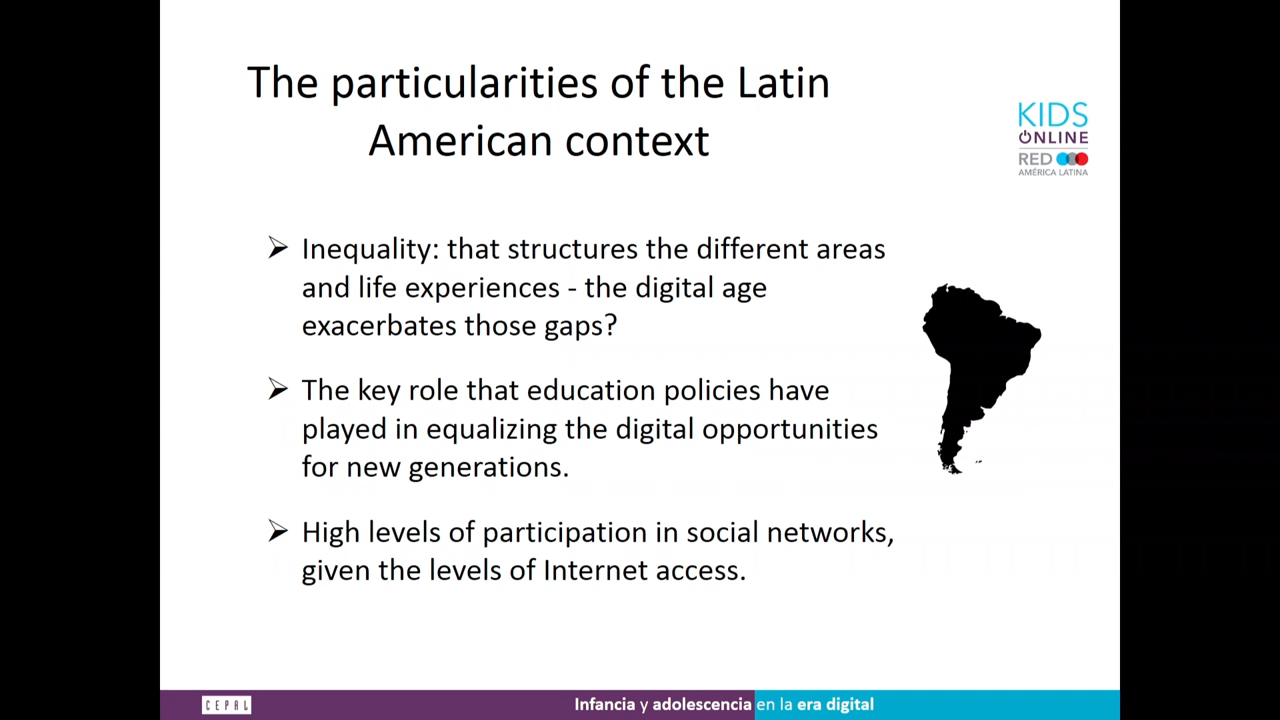 The particularities of the Latin
American context
KIDS
ONLINE
RED
AMÉRICA LATINA
➢ Inequality: that structures the different areas
and life experiences - the digital age
exacerbates those gaps?
➢ The key role that education policies have
played in equalizing the digital opportunities
for new generations.
➢ High levels of participation in social networks,
given the levels of Internet access.
CEPAL
Infancia y adolescencia en la era digital